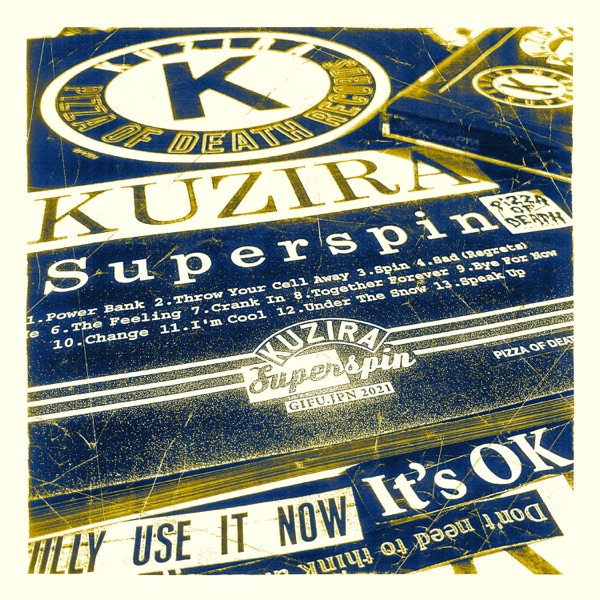 KUZIRA
K
PIZZA OF DEATH RECORDS
KUZIRA
Superspin
PIZZA
OF
DEATH
1.Power Bank 2.Throw Your Cell Away 3.Spin 4.Sad(Regrets)
6.The Feeling 7.Crank In 8.Together Forever 9.Bye For Now
10.Change 11.I'm Cool 12.Under The Snow 13.Speak Up
KUZIRA
Superspin
GIFU.JPN 2021
PIZZA OF DEATH
It's OK
USE IT NOW
Don't need to think